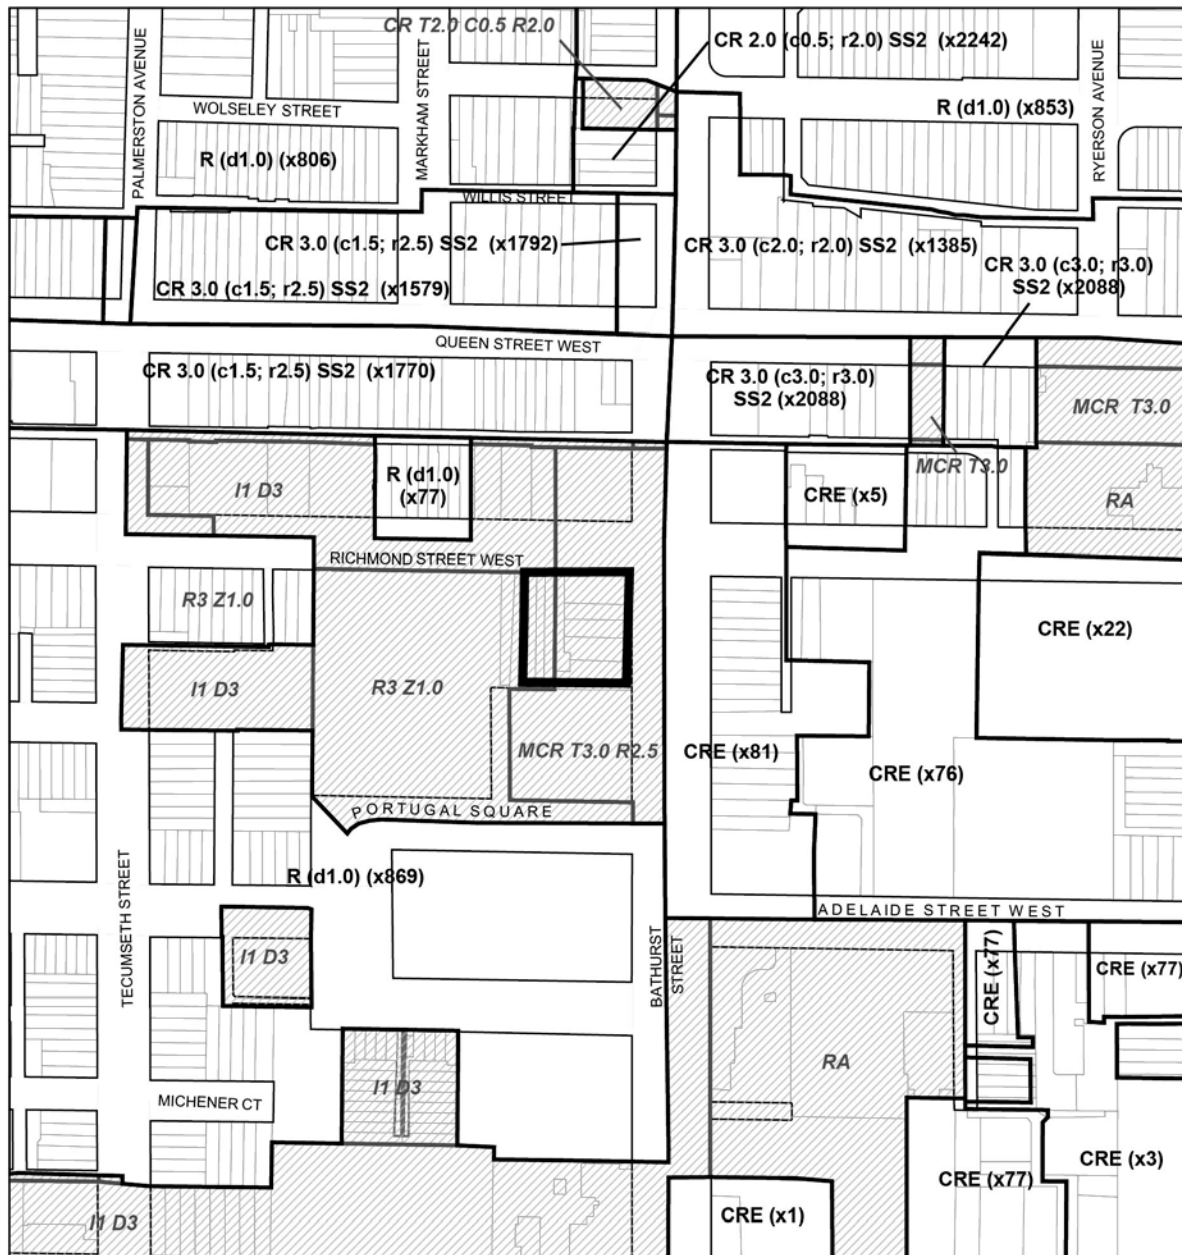 CR T2.0 C0.5 R2.0
CR 2.0 (c0.5; r2.0) SS2 (x2242)
PALMERSTON AVENUE
MARKHAM STREET
WOLSELEY STREET
R (d1.0) (x853)
RYERSON AVENUE
R (d1.0) (x806)
WILLIS STREET
CR 3.0 (c1.5; r2.5) SS2 (x1792)
CR 3.0 (c2.0; r2.0) SS2 (x1385)
CR 3.0 (c3.0; r3.0)
SS2 (x2088)
CR 3.0 (c1.5; r2.5) SS2 (x1579)
QUEEN STREET WEST
CR 3.0 (c1.5; r2.5) SS2 (x1770)
CR 3.0 (c3.0; r3.0)
SS2 (x2088)
MCR T3.0
MCR T3.0
I1 D3
R (d1.0)
(x77)
CRE (x5)
RA
RICHMOND STREET WEST
R3 Z1.0
CRE (x22)
I1 D3
R3 Z1.0
MCR T3.0 R2.5
CRE (x81)
CRE (x76)
PORTUGAL SQUARE
TECUMSETH STREET
R (d1.0) (x869)
ADELAIDE STREET WEST
BATHURST
STREET
I1 D3
CRE (x77)
CRE (x77)
RA
I1 D3
MICHENER CT
CRE (x77)
CRE (x3)
I1 D3
CRE (x1)